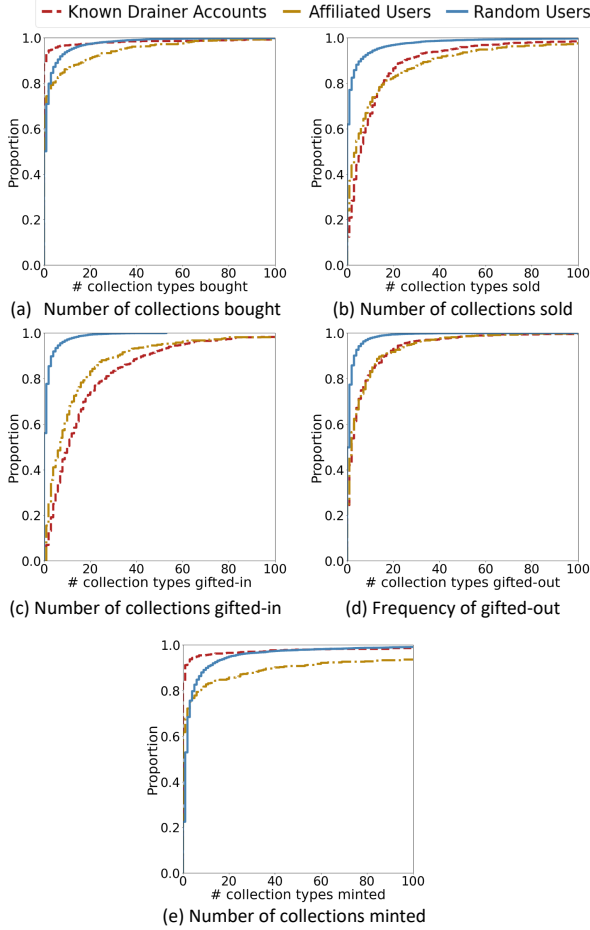 Known Drainer Accounts Affiliated Users Random Users
1.0 1.0
0.8 0.8
0.6 0.6
0.4 0.4
0.2 0.2
0.0 0.0
Proportion Proportion
0 20 40 60 80 100 0 20 40 60 80 100
# collection types bought # collection types sold
(a) Number of collections bought (b) Number of collections sold
1.0 1.0
0.8 0.8
0.6 0.6
0.4 0.4
0.2 0.2
0.0 0.0
Proportion Proportion
0 20 40 60 80 100 0 20 40 60 80 100
# collection types gifted-in # collection types gifted-out
(c) Number of collections gifted-in (d) Frequency of gifted-out
1.0
0.8
0.6
0.4
0.2
0.0
Proportion
0 20 40 60 80 100
# collection types minted
(e) Number of collections minted